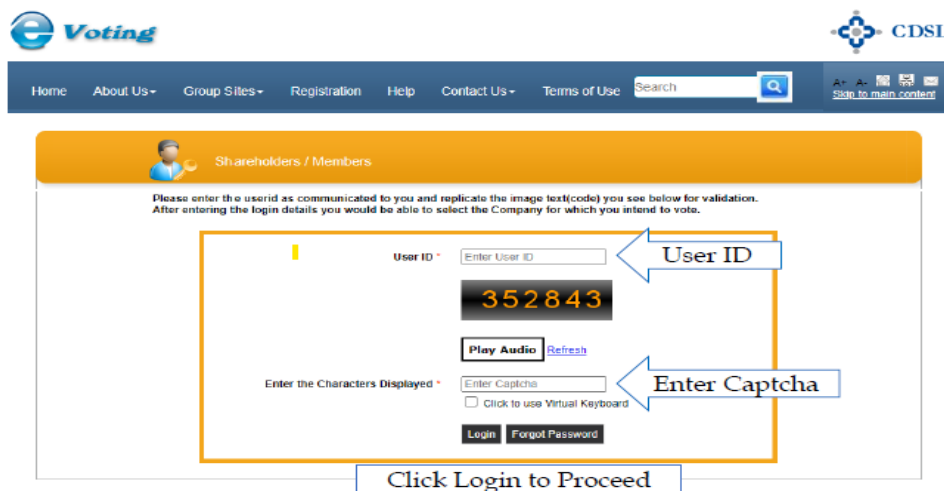 e Voting
CDSL
Home About Us Group Sites Registration Help Contact Us Terms of Use Search A+ A-
Skip to main content
Shareholders / Members
Please enter the userid as communicated to you and replicate the image text(code) you see below for validation.
After entering the login details you would be able to select the Company for which you intend to vote.
User ID * Enter User ID User ID
352843
Play Audio Refresh
Enter the Characters Displayed * Enter Captcha Enter Captcha
Click to use Virtual Keyboard
Login Forgot Password
Click Login to Proceed